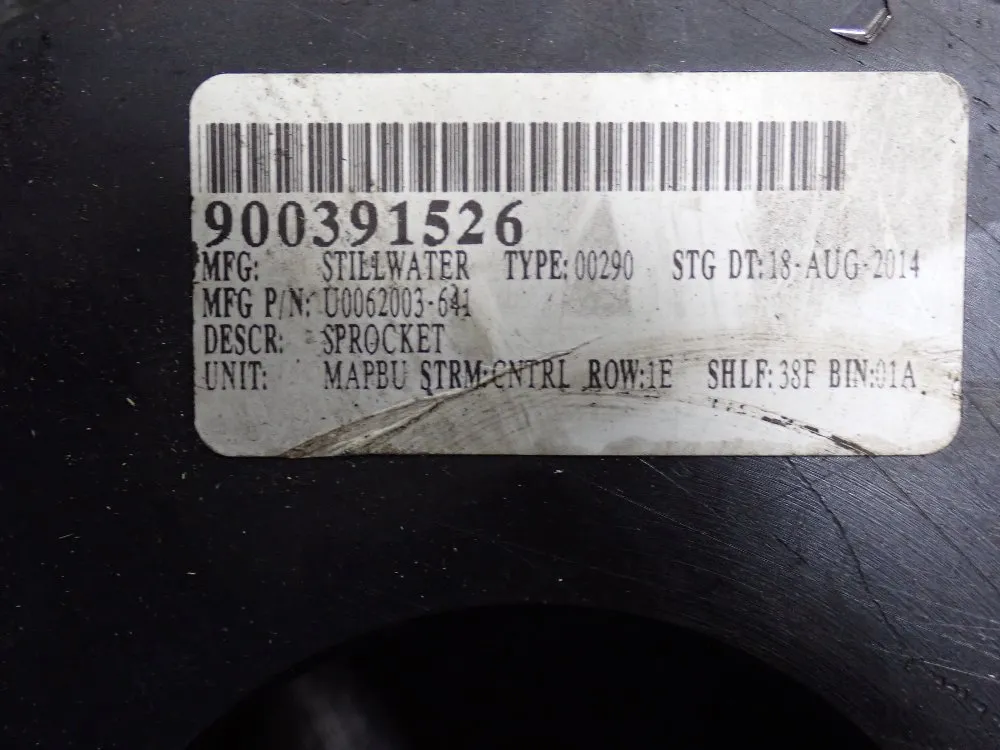 900391526
MFG: STILLWATER TYPE: 00290 STG DT: 18-AUG-2014
MFG P/N: U0062003-641
DESCR: SPROCKET
UNIT: MAPBU STRM: CNTRL ROW: 1E SHLF: 38F BIN: 01A